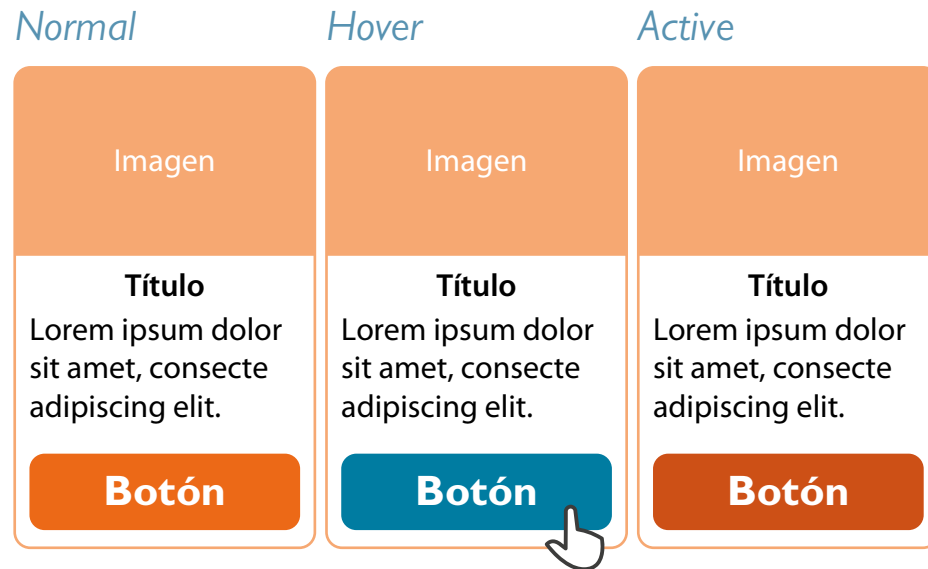 Normal
Hover
Active
Imagen
Imagen
Imagen
Título
Lorem ipsum dolor
sit amet, consecte
adipiscing elit.
Botón
Título
Lorem ipsum dolor
sit amet, consecte
adipiscing elit.
Botón
Título
Lorem ipsum dolor
sit amet, consecte
adipiscing elit.
Botón